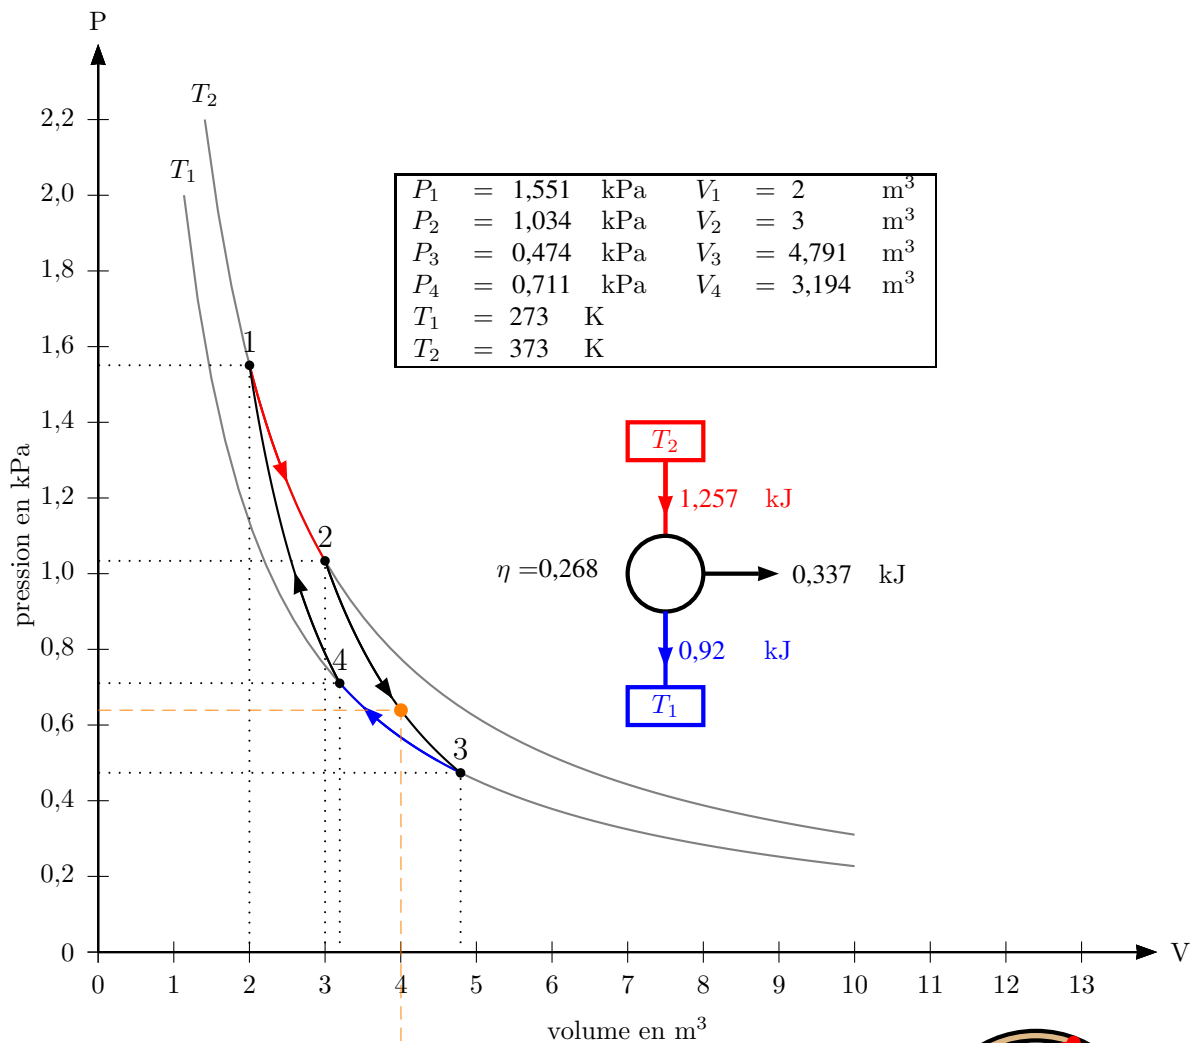 P
T₂
2,2
T₁
2,0
P₁ = 1,551 kPa V₁ = 2 m³
P₂ = 1,034 kPa V₂ = 3 m³
P₃ = 0,474 kPa V₃ = 4,791 m³
P₄ = 0,711 kPa V₄ = 3,194 m³
T₁ = 273 K
T₂ = 373 K
1,8
1,6
1
1,4
T₂
1,2
1,257 kJ
pression en kPa
2
1,0
η =0,268
0,337 kJ
0,8
4
0,92 kJ
0,6
T₁
3
0,4
0,2
0
V
0 1 2 3 4 5 6 7 8 9 10 11 12 13
volume en m³